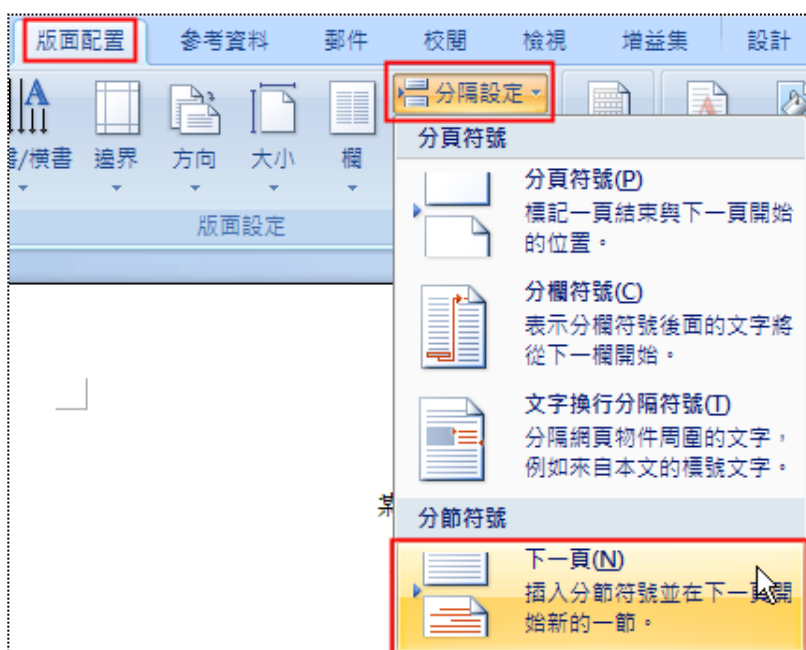 版面配置 參考資料 郵件 校閱 檢視 增益集 設計
分隔設定
/橫書 邊界 方向 大小 欄
版面設定
分頁符號
分頁符號(P)
標記一頁結束與下一頁開始
的位置。
分欄符號(C)
表示分欄符號後面的文字將
從下一欄開始。
文字換行分隔符號(T)
分隔網頁物件周圍的文字，
例如來自本文的標號文字。
某
分節符號
下一頁(N)
插入分節符號並在下一頁開
始新的一節。